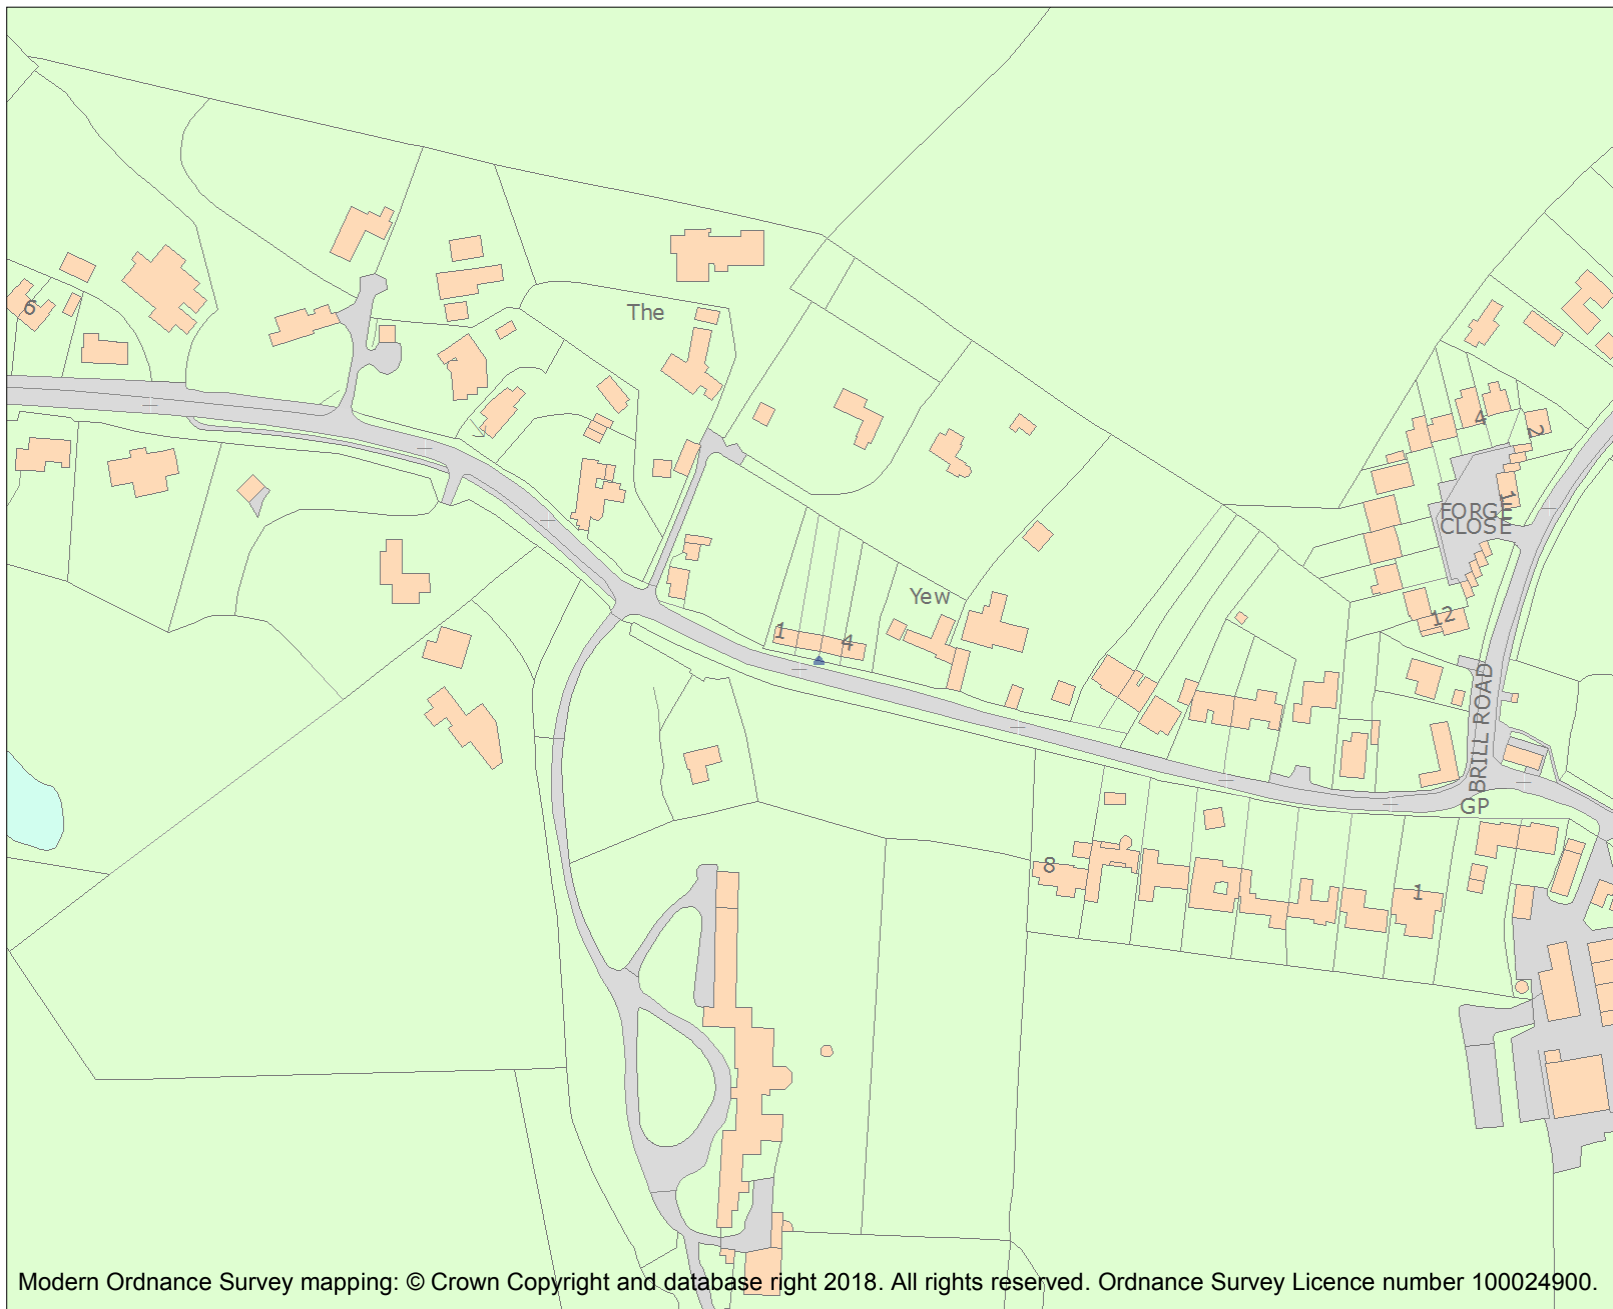 6
The
4
2
1
FORGE
CLOSE
Yew
12
1
4
BRILL ROAD
GP
8
1
Modern Ordnance Survey mapping: © Crown Copyright and database right 2018. All rights reserved. Ordnance Survey Licence number 100024900.